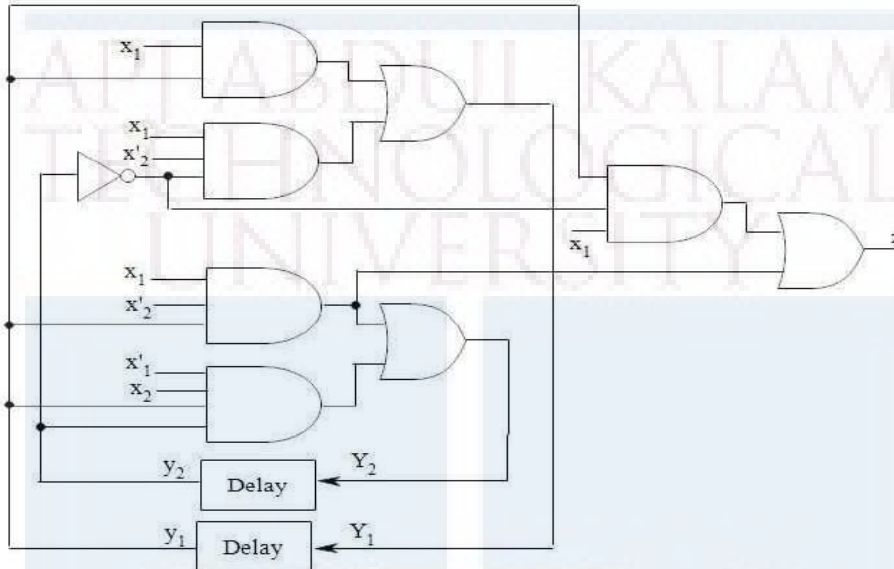 APJ ABDUL KALAM
TECHNOLOGICAL
UNIVERSITY
x₁
x₁
x'₂
x₁
x₁
x'₂
x'₁
x₂
y₂
Delay
Y₂
y₁
Delay
Y₁